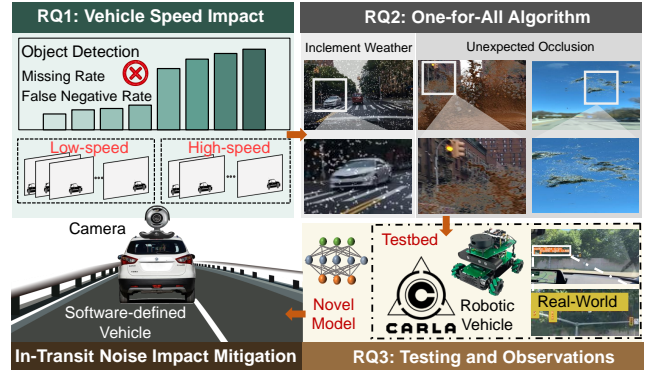 RQ1: Vehicle Speed Impact
Object Detection
Missing Rate
False Negative Rate
Low-speed
High-speed
Camera
Software-defined
Vehicle
In-Transit Noise Impact Mitigation
RQ2: One-for-All Algorithm
Inclement Weather
Unexpected Occlusion
Novel
Model
Testbed
CARLA
Robotic
Vehicle
Real-World
RQ3: Testing and Observations